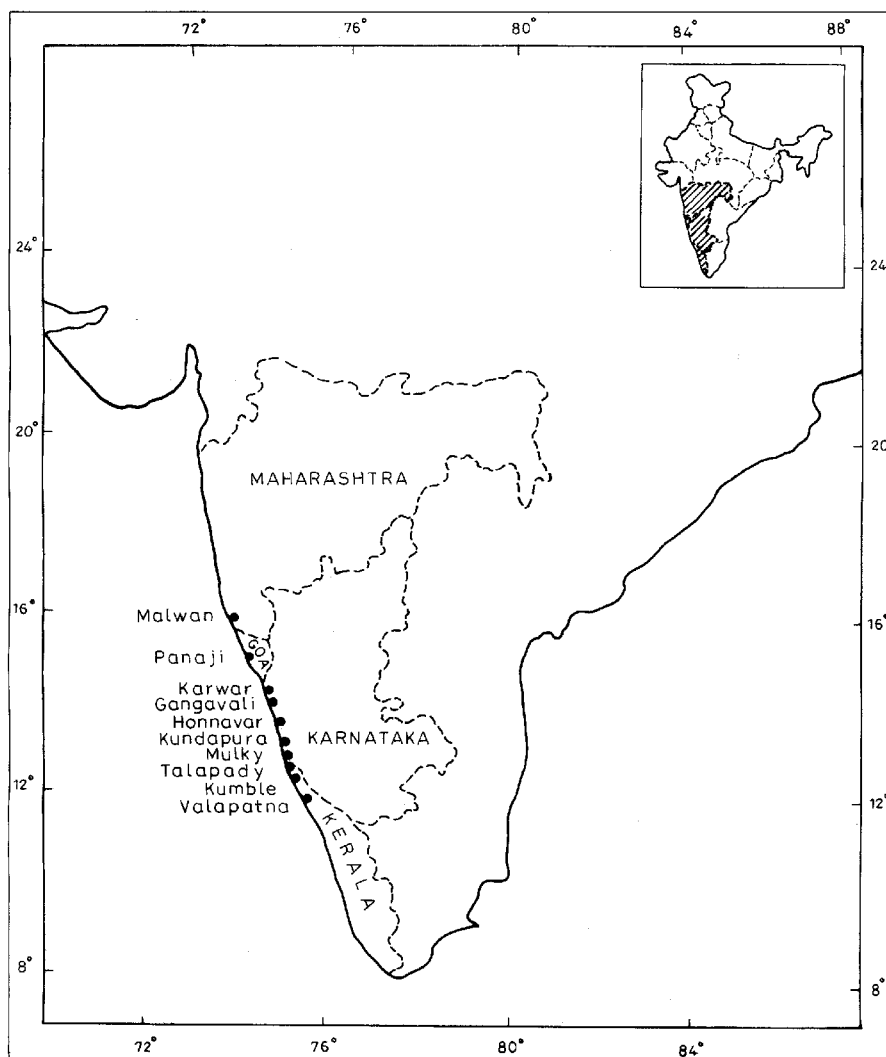 72° 76° 80° 84° 88°
24° 24°
20° 20°
MAHARASHTRA
16° 16°
Malwan
GOA
Panaji
Karwar
Gangavali
Honnavar
Kundapura KARNATAKA
Mulky
Talapady
12° 12°
Kumble
Valapatna
KERALA
8° 8°
72° 76° 80° 84°